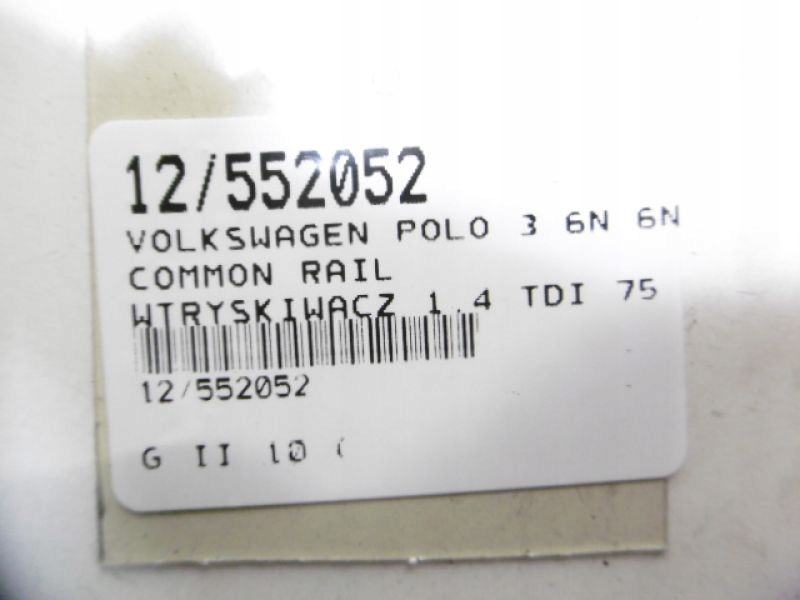 12/552052
VOLKSWAGEN POLO 3 6N 6N
COMMON RAIL
WTRYSKIWACZ 1.4 TDI 75
12/552052
G II 10 (